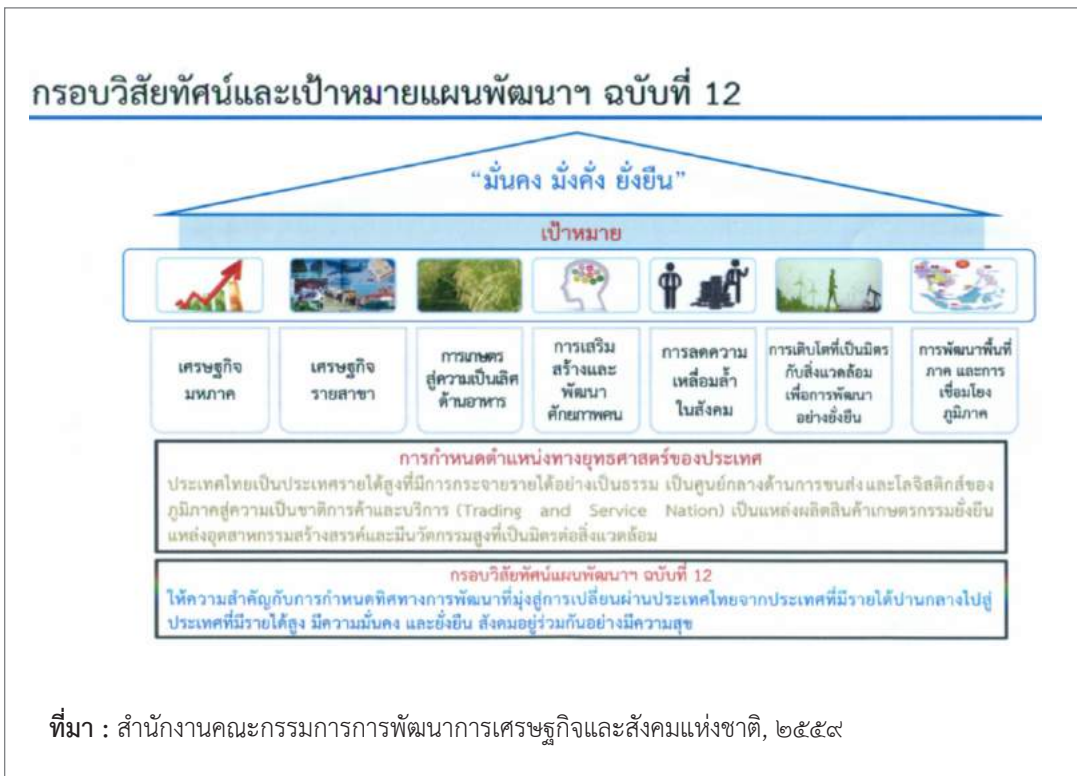 กรอบวิสัยทัศน์และเป้าหมายแผนพัฒนาฯ ฉบับที่ 12
“มั่นคง มั่งคั่ง ยั่งยืน”
เป้าหมาย
เศรษฐกิจ
มหภาค
เศรษฐกิจ
รายสาขา
การเกษตร
สู่ความเป็นเลิศ
ด้านอาหาร
การเสริม
สร้างและ
พัฒนา
ศักยภาพคน
การลดความ
เหลื่อมล้ำ
ในสังคม
การเติบโตที่เป็นมิตร
กับสิ่งแวดล้อม
เพื่อการพัฒนา
อย่างยั่งยืน
การพัฒนาพื้นที่
ภาค และการ
เชื่อมโยง
ภูมิภาค
การกำหนดตำแหน่งทางยุทธศาสตร์ของประเทศ
ประเทศไทยเป็นประเทศรายได้สูงที่มีการกระจายรายได้อย่างเป็นธรรม เป็นศูนย์กลางด้านการขนส่งและโลจิสติกส์ของ
ภูมิภาคสู่ความเป็นชาติการค้าและบริการ (Trading and Service Nation) เป็นแหล่งผลิตสินค้าเกษตรกรรมยั่งยืน
แหล่งอุตสาหกรรมสร้างสรรค์และมีนวัตกรรมสูงที่เป็นมิตรต่อสิ่งแวดล้อม
กรอบวิสัยทัศน์แผนพัฒนาฯ ฉบับที่ 12
ให้ความสำคัญกับการกำหนดทิศทางการพัฒนาที่มุ่งสู่การเปลี่ยนผ่านประเทศไทยจากประเทศที่มีรายได้ปานกลางไปสู่
ประเทศที่มีรายได้สูง มีความมั่นคง และยั่งยืน สังคมอยู่ร่วมกันอย่างมีความสุข
ที่มา : สำนักงานคณะกรรมการการพัฒนาการเศรษฐกิจและสังคมแห่งชาติ, ๒๕๕๙